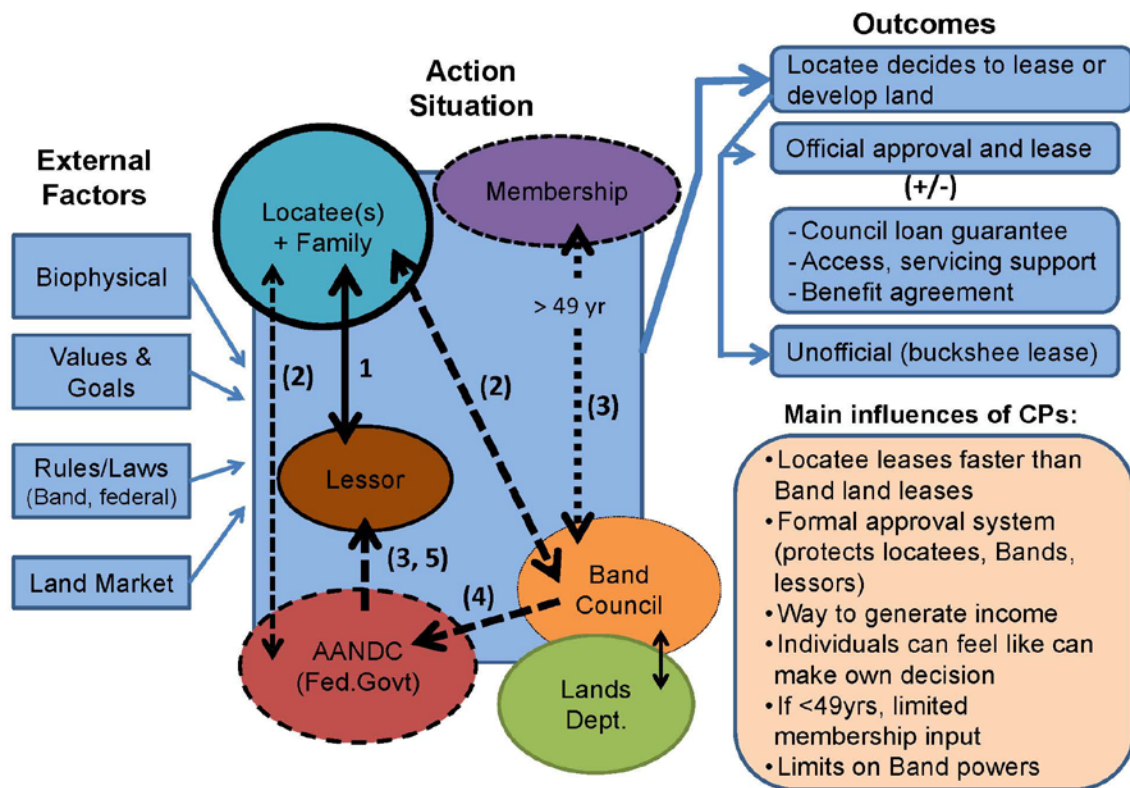 Outcomes
Action
Situation
External
Factors
Biophysical
Values &
Goals
Rules/Laws
(Band, federal)
Land Market
Locatee(s)
+ Family
Membership
> 49 yr
(2)
1
(2)
(3)
Lessor
(3, 5)
(4)
AANDC
(Fed.Govt)
Band
Council
Lands
Dept.
Locatee decides to lease or
develop land
Official approval and lease
(+/-)
- Council loan guarantee
- Access, servicing support
- Benefit agreement
Unofficial (buckshee lease)
Main influences of CPs:
• Locatee leases faster than
Band land leases
• Formal approval system
(protects locatees, Bands,
lessors)
• Way to generate income
• Individuals can feel like can
make own decision
• If <49yrs, limited
membership input
• Limits on Band powers